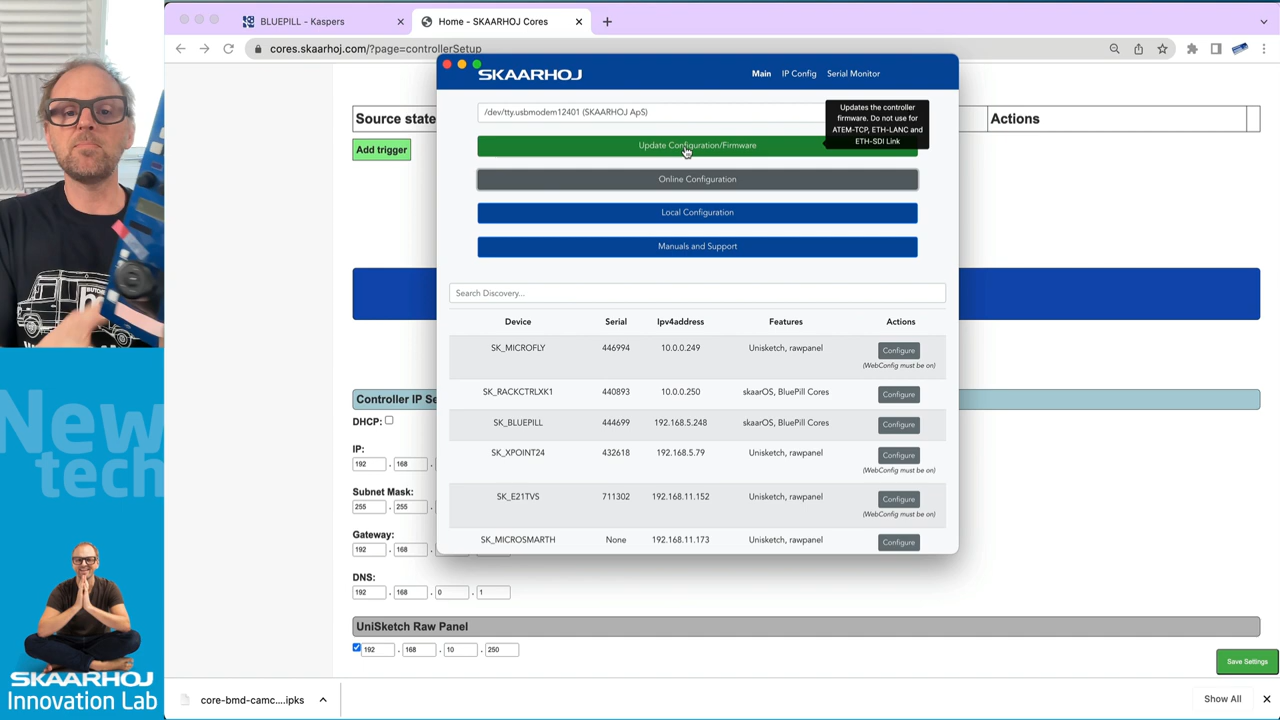 BLUEPILL - Kaspers
Home - SKAARHOJ Cores
cores.skaarhoj.com/?page=controllerSetup
SKAARHOJ
Main
IP Config
Serial Monitor
/dev/tty.usbmodem12401 (SKAARHOJ ApS)
Updates the controller
firmware. Do not use for
ATEM-TCP, ETH-LANC and
ETH-SDI Link
Update Configuration/Firmware
Online Configuration
Local Configuration
Manuals and Support
Search Discovery...
Device Serial Ipv4address Features Actions
SK_MICROFLY 446994 10.0.0.249 Unisketch, rawpanel Configure
(WebConfig must be on)
SK_RACKCTRLXK1 440893 10.0.0.250 skaarOS, BluePill Cores Configure
SK_BLUEPILL 444699 192.168.5.248 skaarOS, BluePill Cores Configure
SK_XPOINT24 432618 192.168.5.79 Unisketch, rawpanel Configure
(WebConfig must be on)
SK_E21TVS 711302 192.168.11.152 Unisketch, rawpanel Configure
(WebConfig must be on)
SK_MICROSMARTH None 192.168.11.173 Unisketch, rawpanel Configure
Source state
Actions
Add trigger
Controller IP Se
DHCP:
IP:
192 . 168 .
Subnet Mask:
255 . 255 .
Gateway:
192 . 168 .
DNS:
192 . 168 . 0 . 1
UniSketch Raw Panel
192 . 168 . 10 . 250
Save Settings
core-bmd-camc....ipks
Show All
New
tech
SKAARHOJ
Innovation Lab